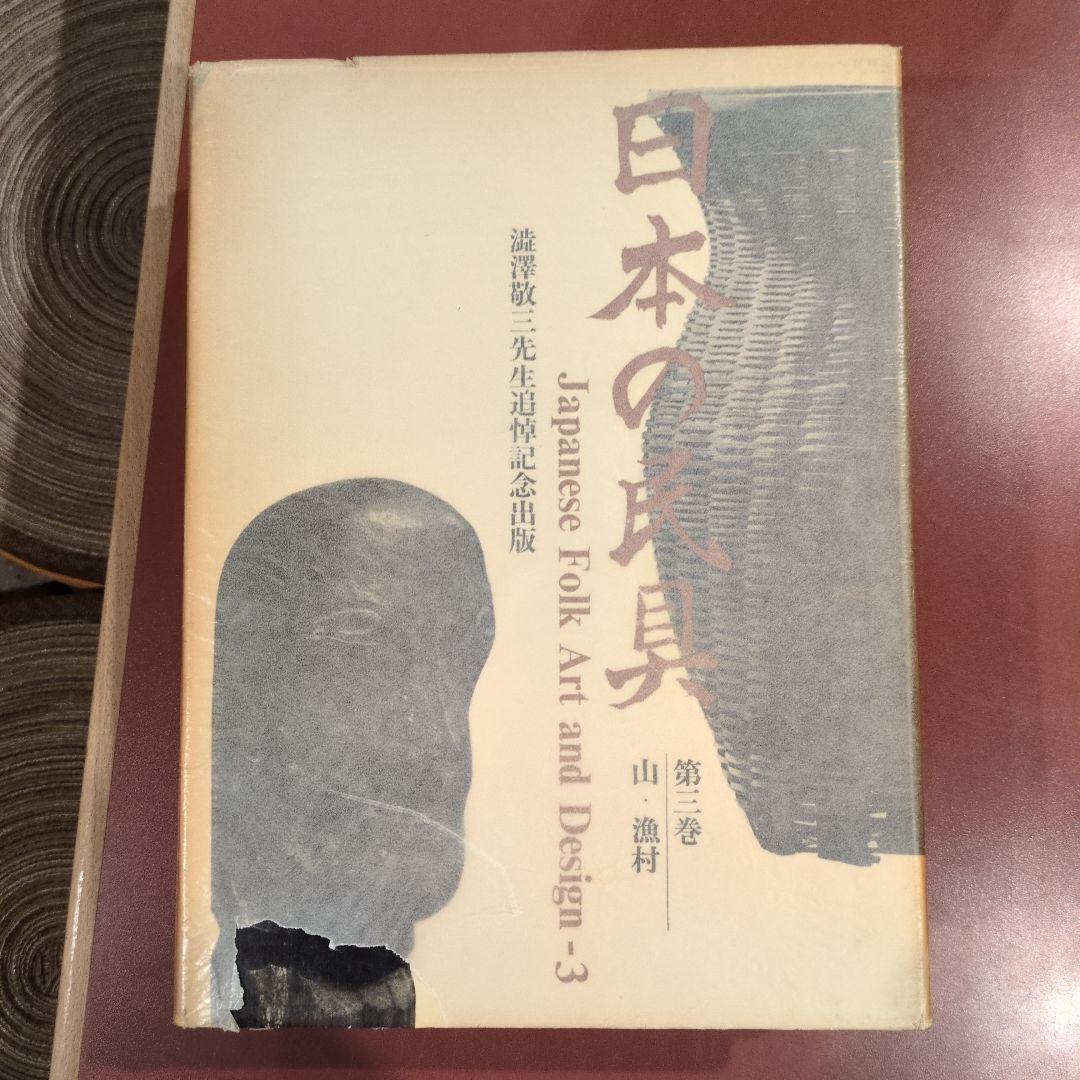 日本の民具
第三巻
山・漁村
Japanese Folk Art and Design - 3
澁澤敬三先生追悼記念出版